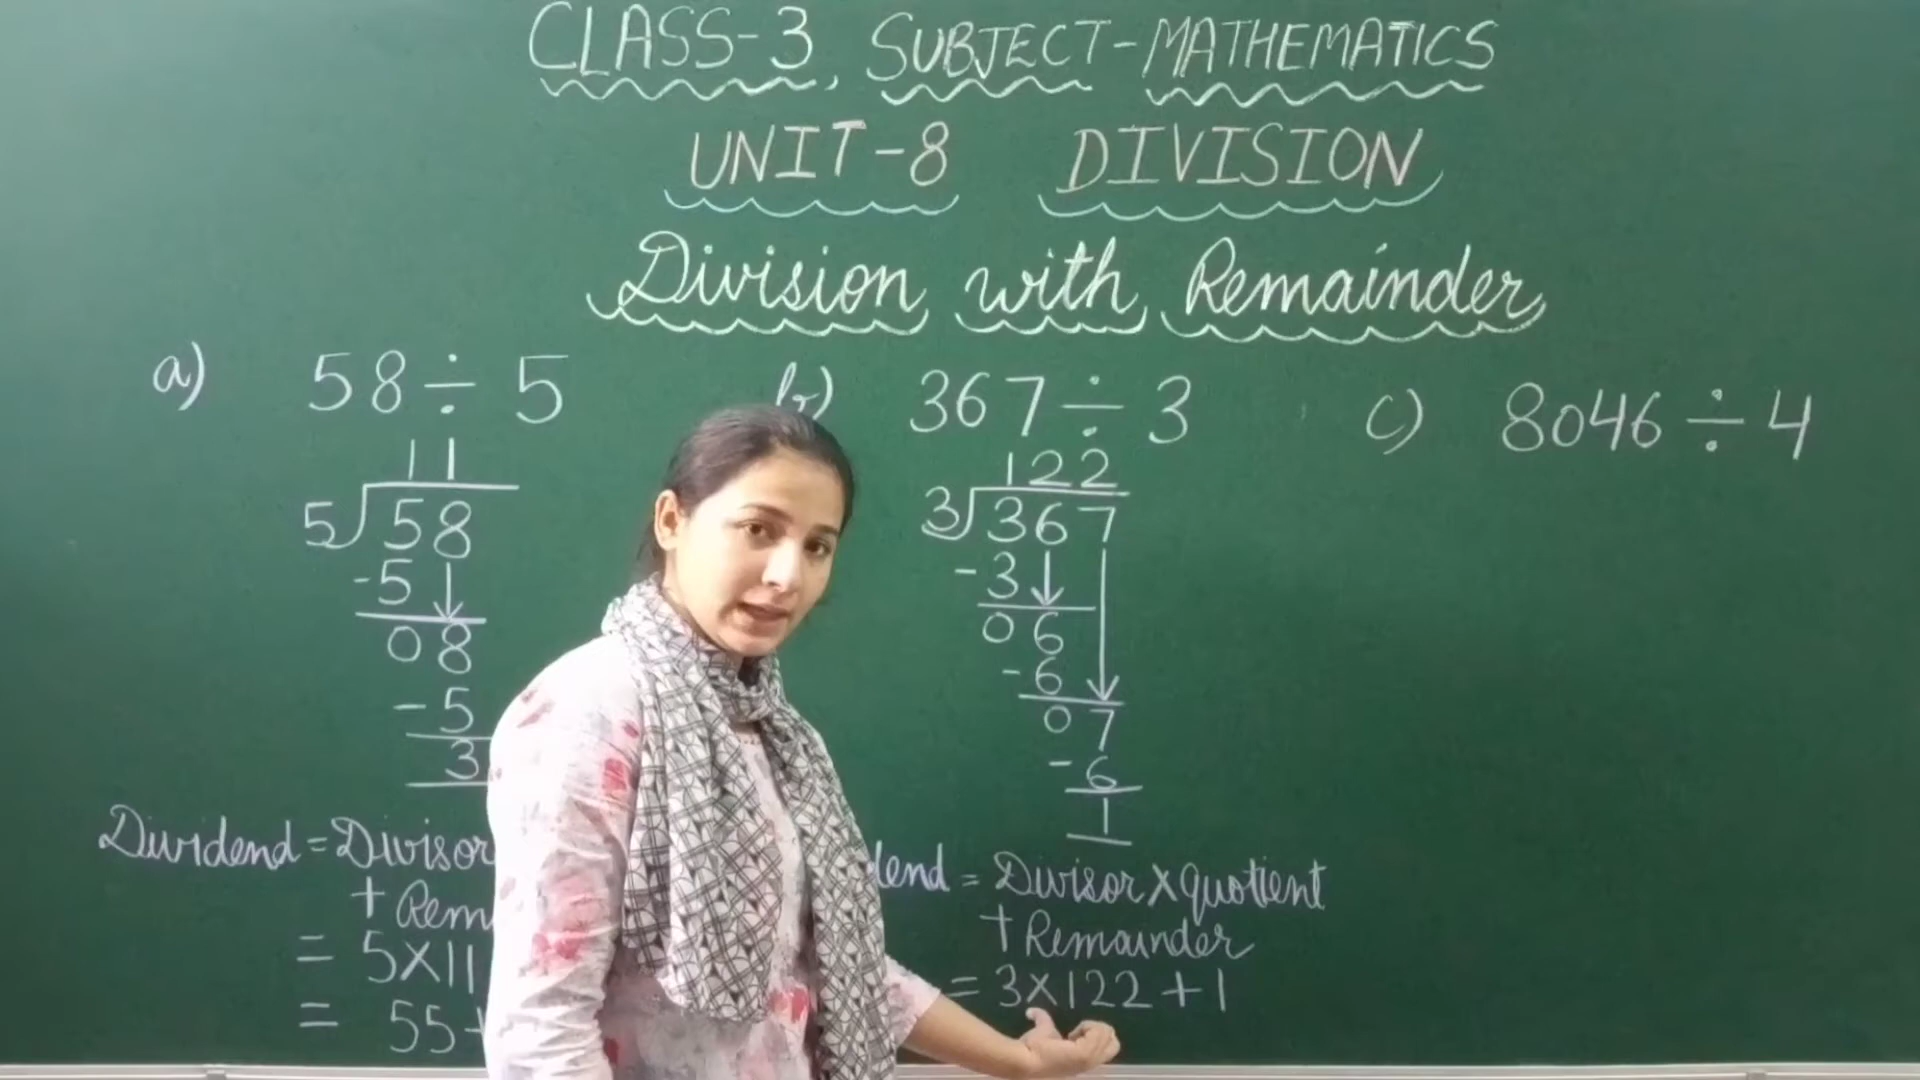 CLASS-3, SUBJECT-MATHEMATICS
UNIT-8 DIVISION
Division with Remainder
a) 58 ÷ 5
11
5)58
-5
08
-5
3
Dividend = Divisor
+
= 5×11
= 55+
b) 367 ÷ 3
122
3)367
-3
06
-6
07
-6
1
= Divisor × quotient
+ Remainder
= 3×122+1
c) 8046 ÷ 4